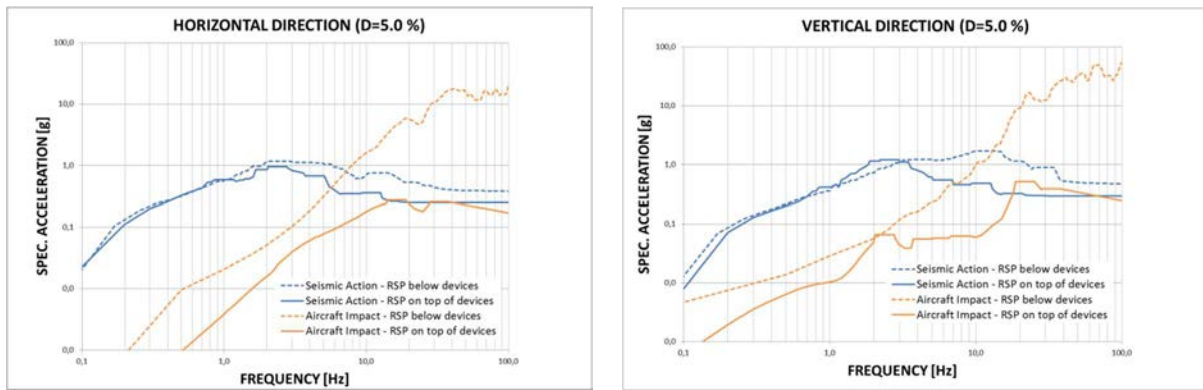 HORIZONTAL DIRECTION (D=5.0 %)
SPEC. ACCELERATION [g]
100,0
10,0
1,0
0,1
0,0
0,0
Seismic Action - RSP below devices
Seismic Action - RSP on top of devices
Aircraft Impact - RSP below devices
Aircraft Impact - RSP on top of devices
0,1 1,0 10,0 100,0
FREQUENCY [Hz]
VERTICAL DIRECTION (D=5.0 %)
SPEC. ACCELERATION [g]
100,0
10,0
1,0
0,1
0,0
0,0
Seismic Action - RSP below devices
Seismic Action - RSP on top of devices
Aircraft Impact - RSP below devices
Aircraft Impact - RSP on top of devices
0,1 1,0 10,0 100,0
FREQUENCY [Hz]